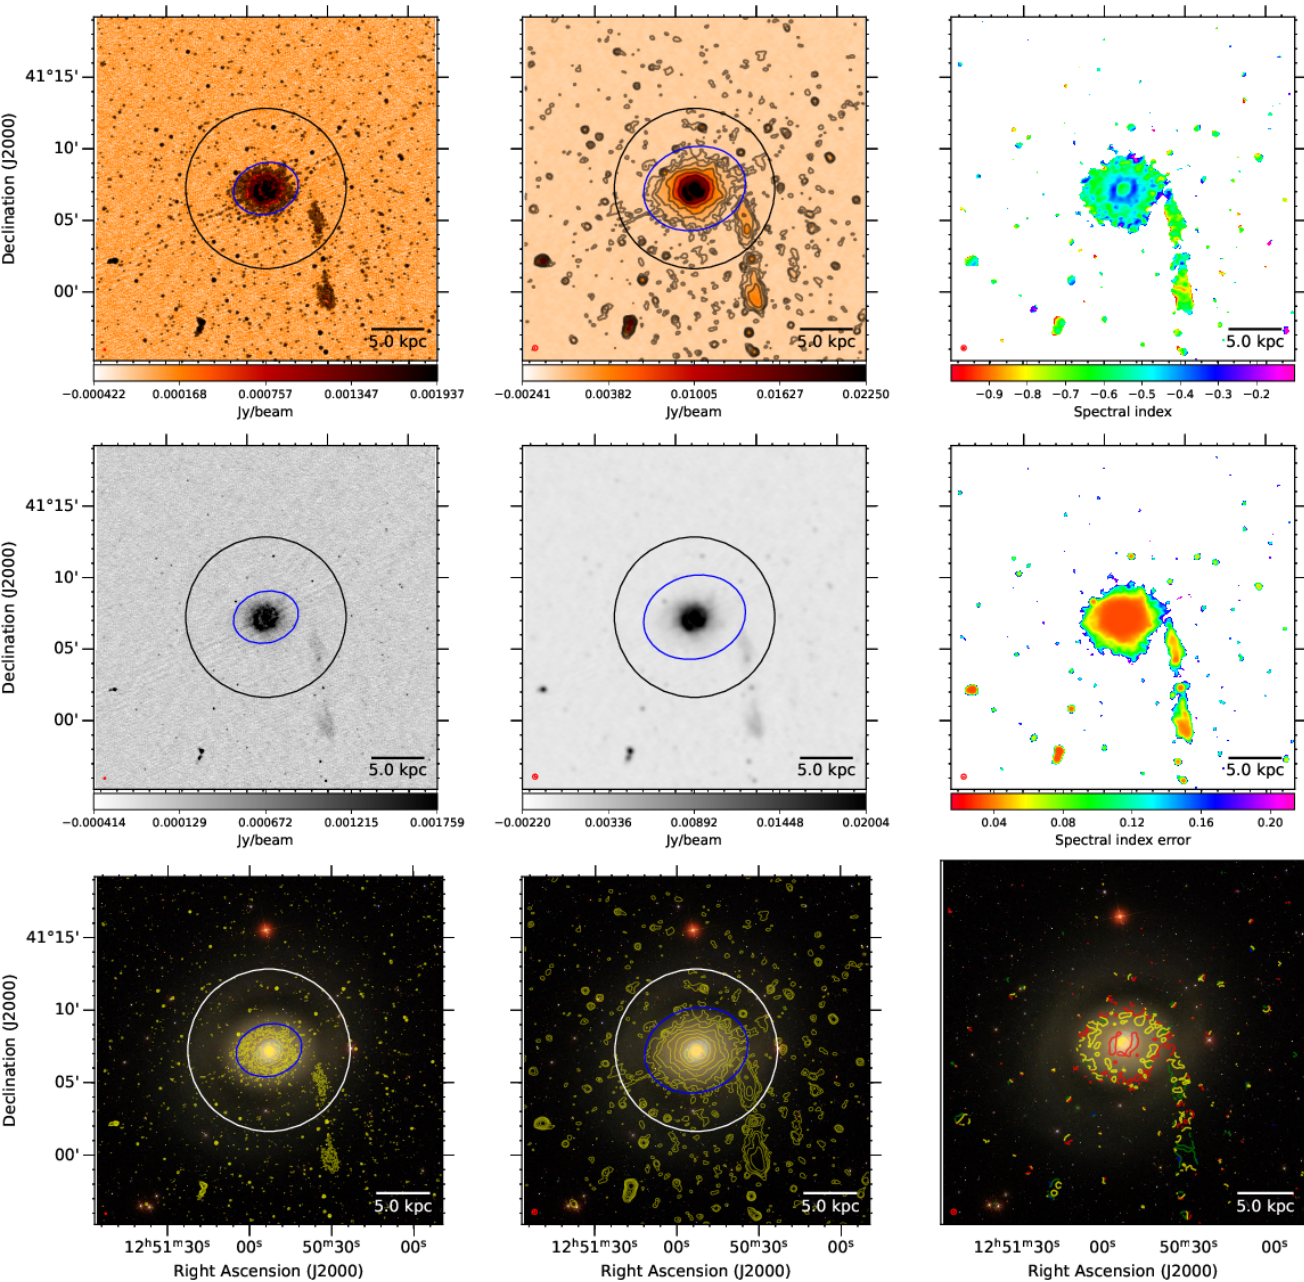 Declination (J2000)
41°15'
10'
05'
00'
5.0 kpc
5.0 kpc
5.0 kpc
−0.000422 0.000168 0.000757 0.001347 0.001937
Jy/beam
−0.00241 0.00382 0.01005 0.01627 0.02250
Jy/beam
−0.9 −0.8 −0.7 −0.6 −0.5 −0.4 −0.3 −0.2
Spectral index
Declination (J2000)
41°15'
10'
05'
00'
5.0 kpc
5.0 kpc
5.0 kpc
−0.000414 0.000129 0.000672 0.001215 0.001759
Jy/beam
−0.00220 0.00336 0.00892 0.01448 0.02004
Jy/beam
0.04 0.08 0.12 0.16 0.20
Spectral index error
Declination (J2000)
41°15'
10'
05'
00'
5.0 kpc
5.0 kpc
5.0 kpc
12ʰ51ᵐ30ˢ 00ˢ 50ᵐ30ˢ 00ˢ
Right Ascension (J2000)
12ʰ51ᵐ30ˢ 00ˢ 50ᵐ30ˢ 00ˢ
Right Ascension (J2000)
12ʰ51ᵐ30ˢ 00ˢ 50ᵐ30ˢ 00ˢ
Right Ascension (J2000)